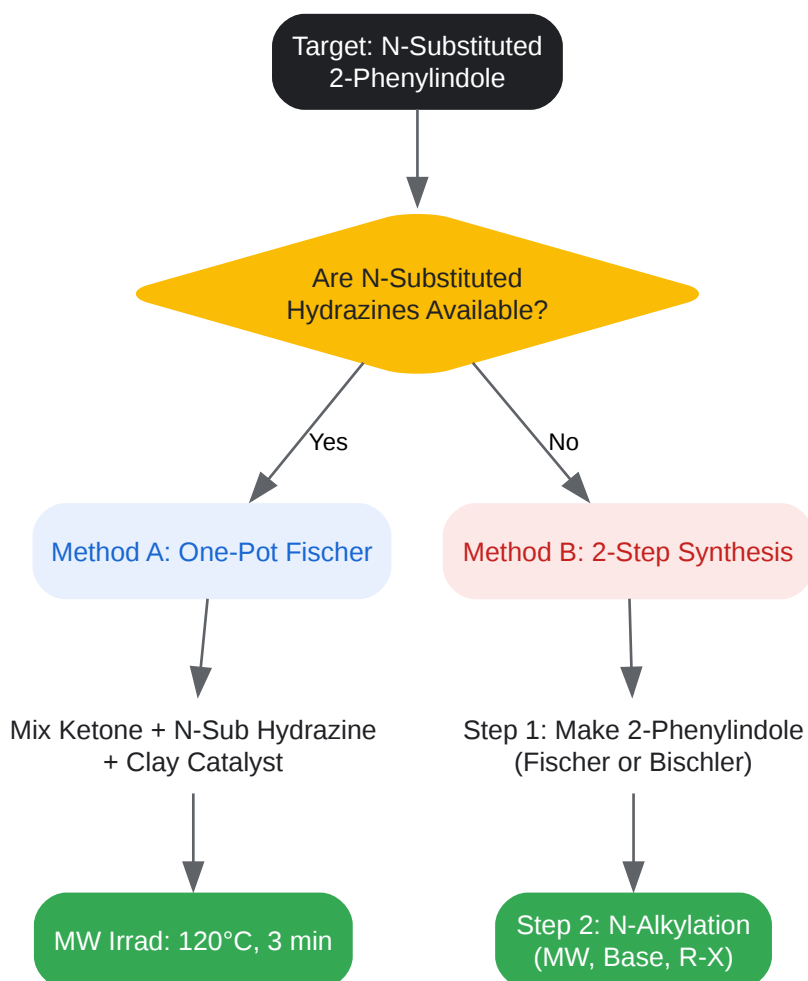 Target: N-Substituted
2-Phenylindole
Are N-Substituted
Hydrazines Available?
Yes
No
Method A: One-Pot Fischer
Method B: 2-Step Synthesis
Mix Ketone + N-Sub Hydrazine
+ Clay Catalyst
Step 1: Make 2-Phenylindole
(Fischer or Bischler)
MW Irrad: 120°C, 3 min
Step 2: N-Alkylation
(MW, Base, R-X)